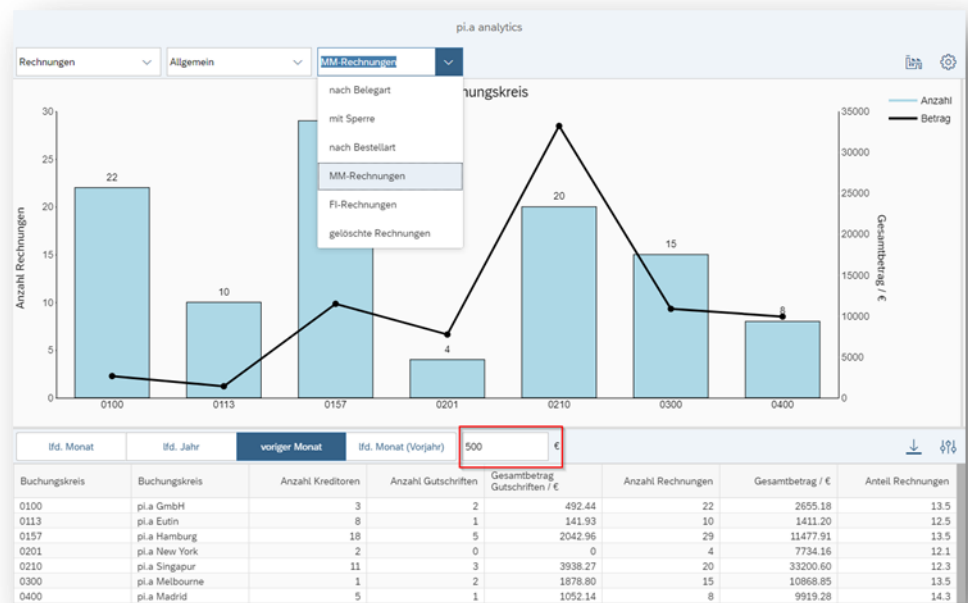 pi.a analytics
Rechnungen
Allgemein
MM-Rechnungen
nach Belegart
mit Sperre
nach Bestellart
MM-Rechnungen
FI-Rechnungen
gelöschte Rechnungen
Anzahl
Betrag
Anzahl Rechnungen
30
25
20
15
10
5
0
22
10
4
20
15
8
35000
30000
25000
20000
15000
10000
5000
0
Gesamtbetrag / €
0100 0113 0157 0201 0210 0300 0400
lfd. Monat lfd. Jahr voriger Monat lfd. Monat (Vorjahr) 500 €
Buchungskreis Buchungskreis Anzahl Kreditoren Anzahl Gutschriften Gesamtbetrag Gutschriften / € Anzahl Rechnungen Gesamtbetrag / € Anteil Rechnungen
0100 pi.a GmbH 3 2 492.44 22 2655.18 13.5
0113 pi.a Eutin 8 1 141.93 10 1411.20 12.5
0157 pi.a Hamburg 18 5 2042.96 29 11477.91 13.5
0201 pi.a New York 2 0 0 4 7734.16 12.1
0210 pi.a Singapur 11 3 3938.27 20 33200.60 12.3
0300 pi.a Melbourne 1 2 1878.80 15 10868.85 13.5
0400 pi.a Madrid 5 1 1052.14 8 9919.28 14.3